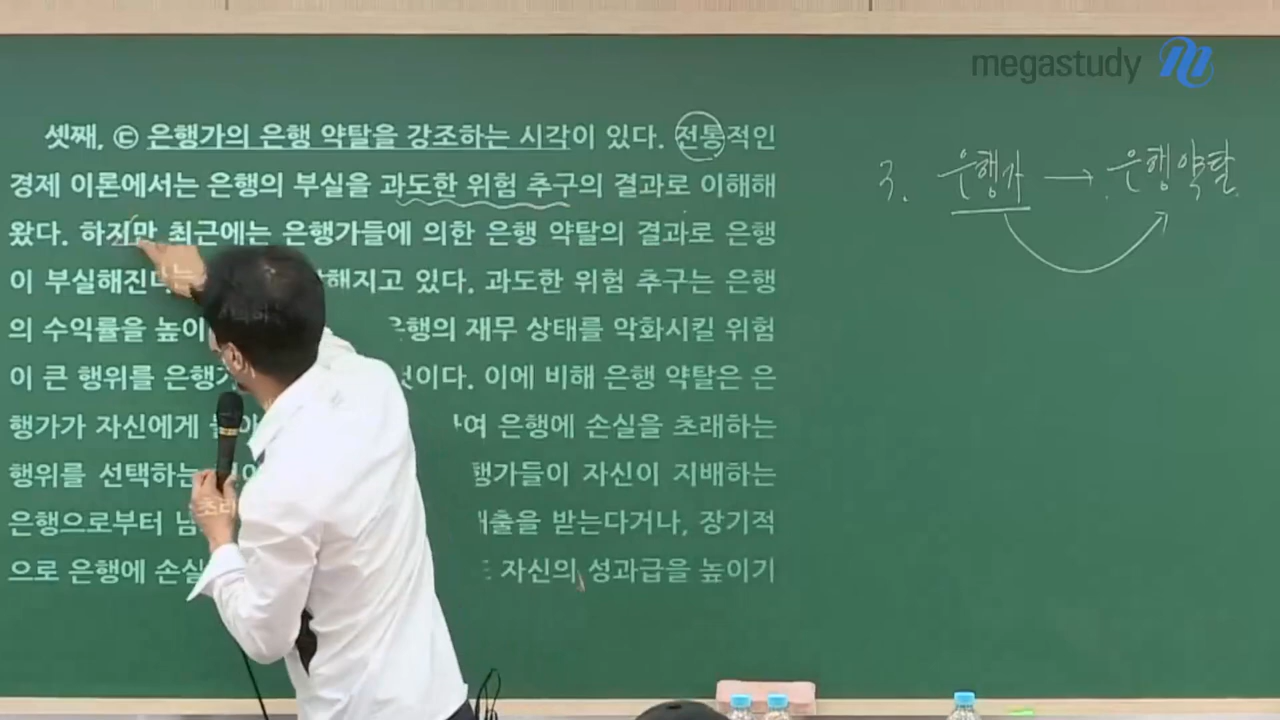 megastudy
셋째, ㉢ 은행가의 은행 약탈을 강조하는 시각이 있다. 전통적인
경제 이론에서는 은행의 부실을 과도한 위험 추구의 결과로 이해해
왔다. 하지만 최근에는 은행가들에 의한 은행 약탈의 결과로 은행
이 부실해진다는 해지고 있다. 과도한 위험 추구는 은행
의 수익률을 높이 은행의 재무 상태를 악화시킬 위험
이 큰 행위를 은행가 것이다. 이에 비해 은행 약탈은 은
행가가 자신에게 여 은행에 손실을 초래하는
행위를 선택하는 행가들이 자신이 지배하는
은행으로부터 남 대출을 받는다거나, 장기적
으로 은행에 손실 자신의 성과급을 높이기
3. 은행가 → 은행약탈